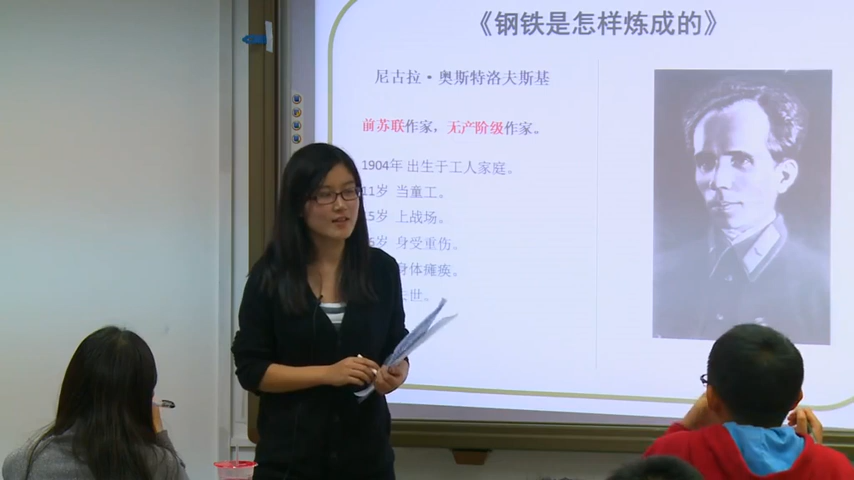 《钢铁是怎样炼成的》
尼古拉·奥斯特洛夫斯基
前苏联作家，无产阶级作家。
1904年 出生于工人家庭。
11岁 当童工。
5岁 上战场。
岁 身受重伤。
身体瘫痪。
世。